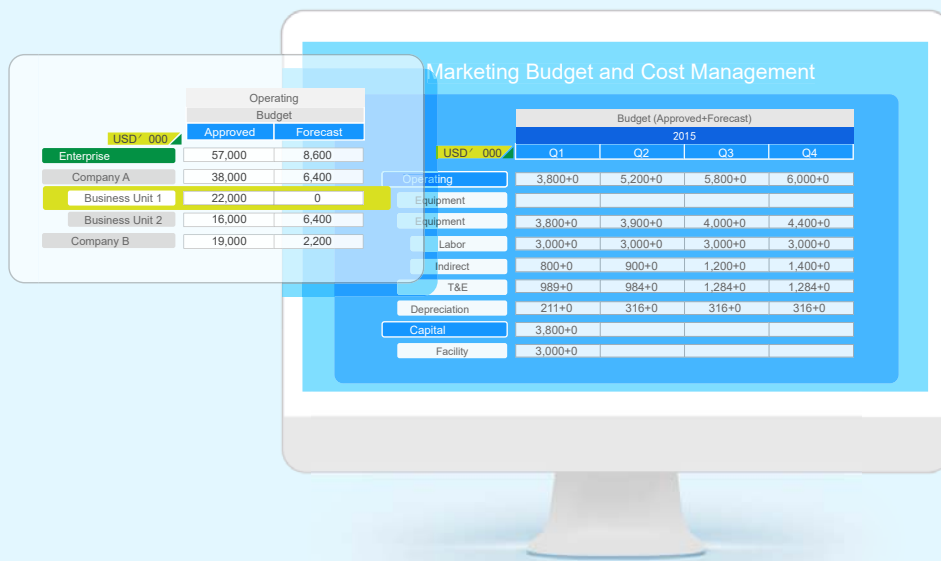 Marketing Budget and Cost Management
Operating
Budget
USD′ 000 Approved Forecast
Enterprise 57,000 8,600
Company A 38,000 6,400
Business Unit 1 22,000 0
Business Unit 2 16,000 6,400
Company B 19,000 2,200
Budget (Approved+Forecast)
2015
USD′ 000 Q1 Q2 Q3 Q4
Operating 3,800+0 5,200+0 5,800+0 6,000+0
Equipment
Equipment 3,800+0 3,900+0 4,000+0 4,400+0
Labor 3,000+0 3,000+0 3,000+0 3,000+0
Indirect 800+0 900+0 1,200+0 1,400+0
T&E 989+0 984+0 1,284+0 1,284+0
Depreciation 211+0 316+0 316+0 316+0
Capital 3,800+0
Facility 3,000+0